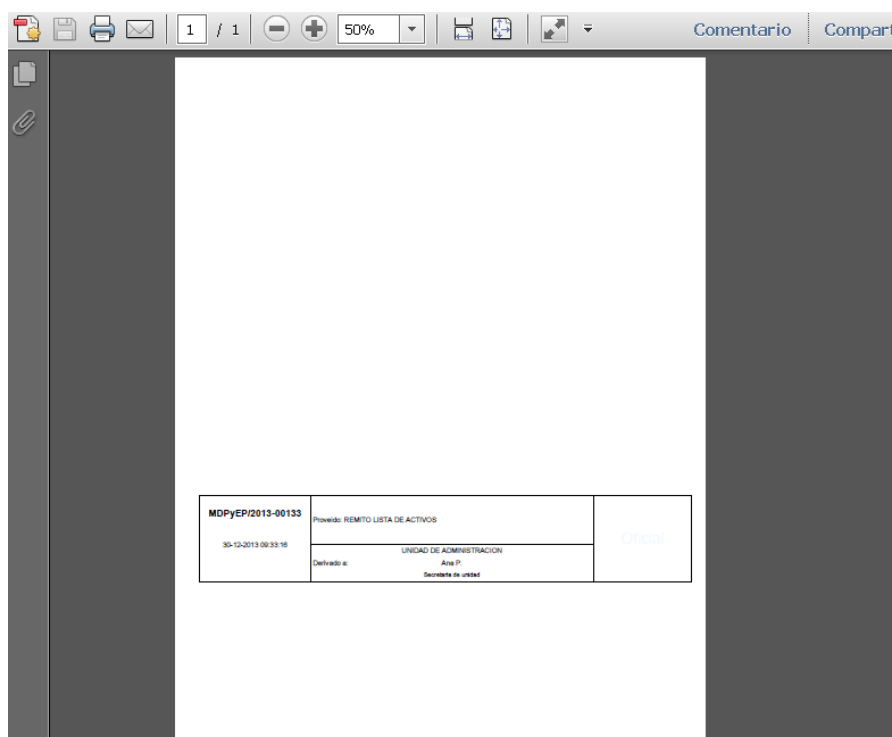 1 / 1 50% Comentario Compart
MDPyEP/2013-00133
30-12-2013 09:33:16
Proveido: REMITO LISTA DE ACTIVOS
UNIDAD DE ADMINISTRACION
Derivado a: Ana P.
Secretaria de unidad
Oficial